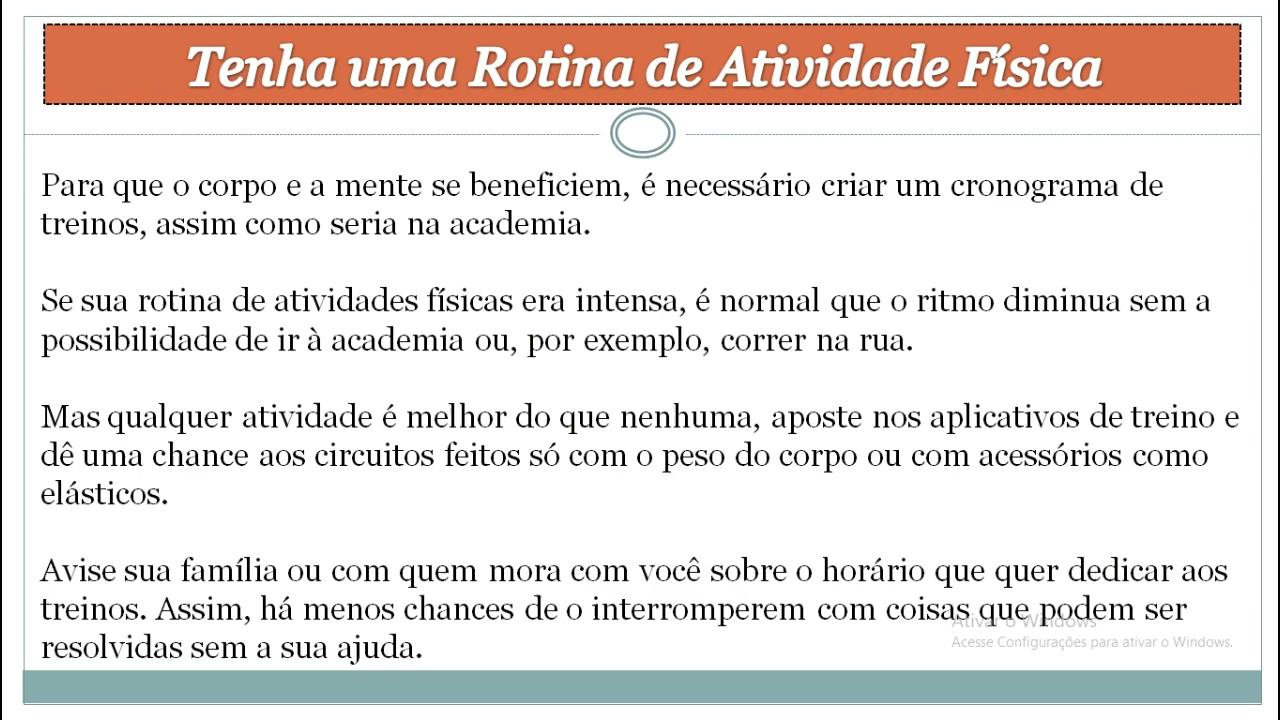 Tenha uma Rotina de Atividade Física
Para que o corpo e a mente se beneficiem, é necessário criar um cronograma de
treinos, assim como seria na academia.
Se sua rotina de atividades físicas era intensa, é normal que o ritmo diminua sem a
possibilidade de ir à academia ou, por exemplo, correr na rua.
Mas qualquer atividade é melhor do que nenhuma, aposte nos aplicativos de treino e
dê uma chance aos circuitos feitos só com o peso do corpo ou com acessórios como
elásticos.
Avise sua família ou com quem mora com você sobre o horário que quer dedicar aos
treinos. Assim, há menos chances de o interromperem com coisas que podem ser
resolvidas sem a sua ajuda.
Ativar o Windows
Acesse Configurações para ativar o Windows.